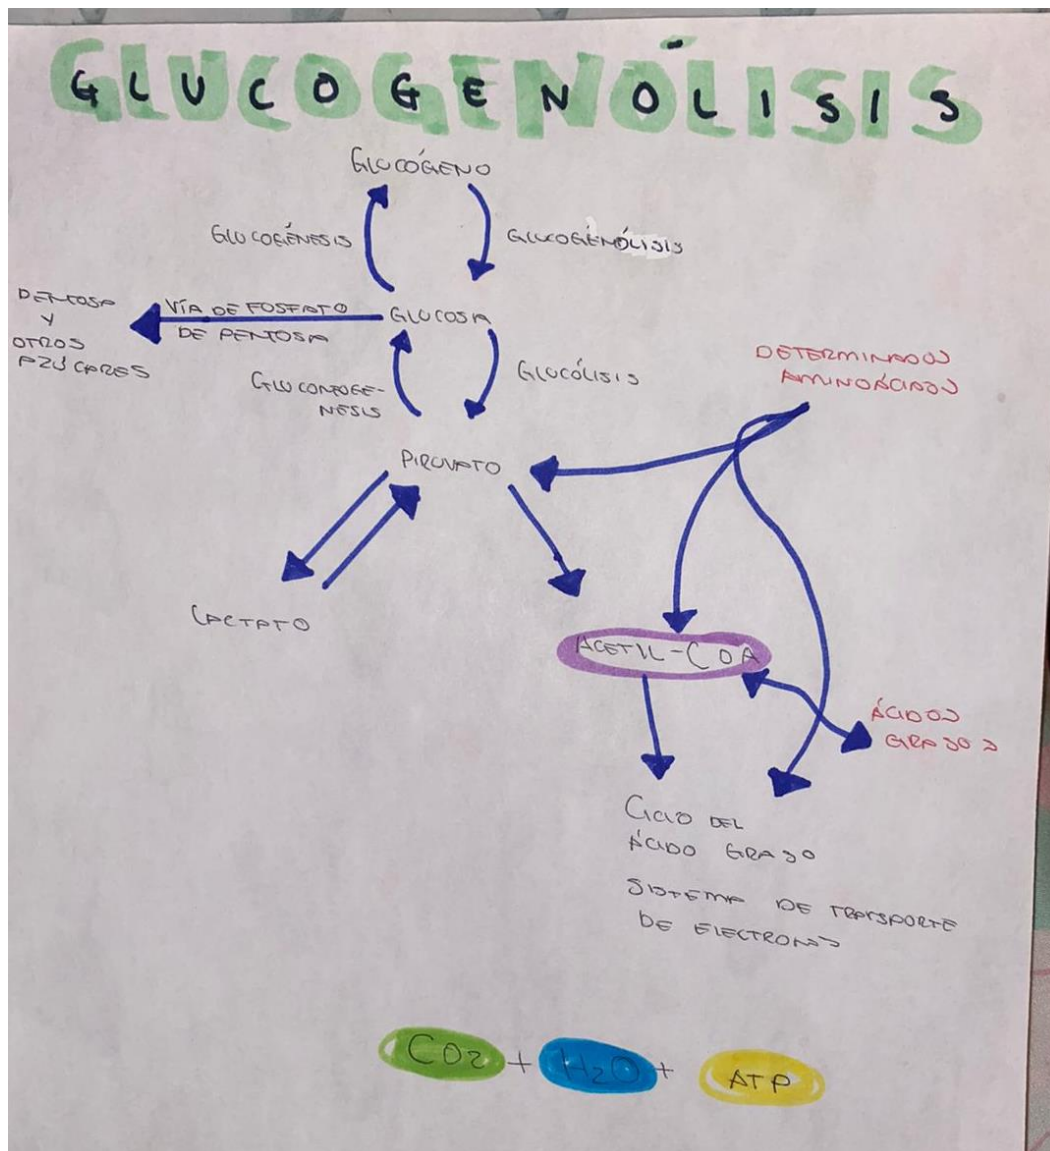 GLUCOGENÓLISIS
GLUCÓGENO
GLUCOGÉNESIS
GLUCOGÉNÓLISIS
PENTOSA
Y
OTROS
AZÚCARES
VÍA DE FOSFATO
DE PENTOSA
GLUCOSA
GLUCONEOGE-
NESIS
GLUCÓLISIS
DETERMINADOS
AMINOÁCIDOS
PIRUVATO
LACTATO
ACETIL-COA
ÁCIDOS
GRASOS
CICLO DEL
ÁCIDO GRASO
SISTEMA DE TRANSPORTE
DE ELECTRONES
CO2 + H2O + ATP